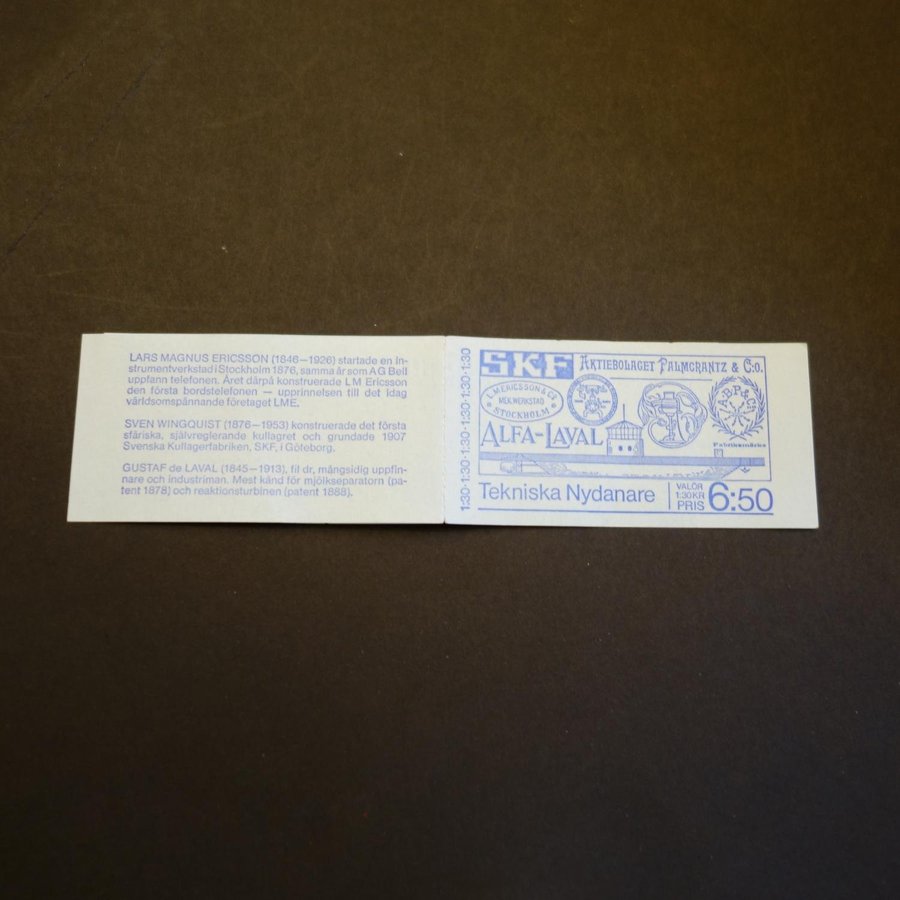 LARS MAGNUS ERICSSON (1846–1926) startade en in-
strumentverkstad i Stockholm 1876, samma år som A G Bell
uppfann telefonen. Året därpå konstruerade LM Ericsson
den första bordstelefonen – upprinnelsen till det idag
världsomspännande företaget LME.
SVEN WINGQUIST (1876–1953) konstruerade det första
sfäriska, självreglerande kullagret och grundade 1907
Svenska Kullagerfabriken, SKF, i Göteborg.
GUSTAF de LAVAL (1845–1913), fil dr, mångsidig uppfin-
nare och industriman. Mest känd för mjölkseparatorn (pa-
tent 1878) och reaktionsturbinen (patent 1888).
1:30·1:30·1:30·1:30·1:30
SKF
AKTIEBOLAGET PALMCRANTZ & C:o.
L.M. ERICSSON & Co
MEK.VERKSTAD
STOCKHOLM
A.B.P.&Co.
ALFA-LAVAL
Fabriksmärke
Tekniska Nydanare
VALÖR
1:30 KR
PRIS
6:50